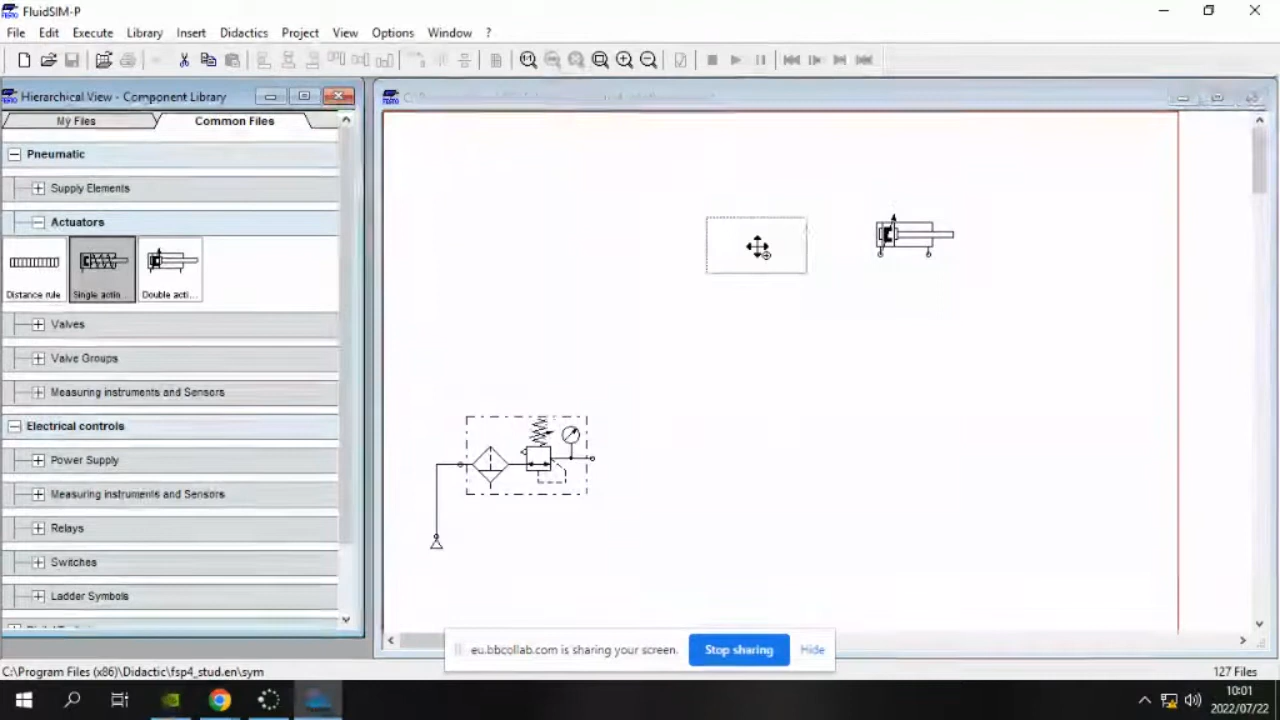 FluidSIM-P
File Edit Execute Library Insert Didactics Project View Options Window ?
Hierarchical View - Component Library
My Files
Common Files
Pneumatic
Supply Elements
Actuators
Distance rule
Single actin
Double acti...
Valves
Valve Groups
Measuring instruments and Sensors
Electrical controls
Power Supply
Measuring instruments and Sensors
Relays
Switches
Ladder Symbols
eu.bbcollab.com is sharing your screen.
Stop sharing
Hide
C:\Program Files (x86)\Didactic\fsp4_stud.en\sym
127 Files
10:01
2022/07/22